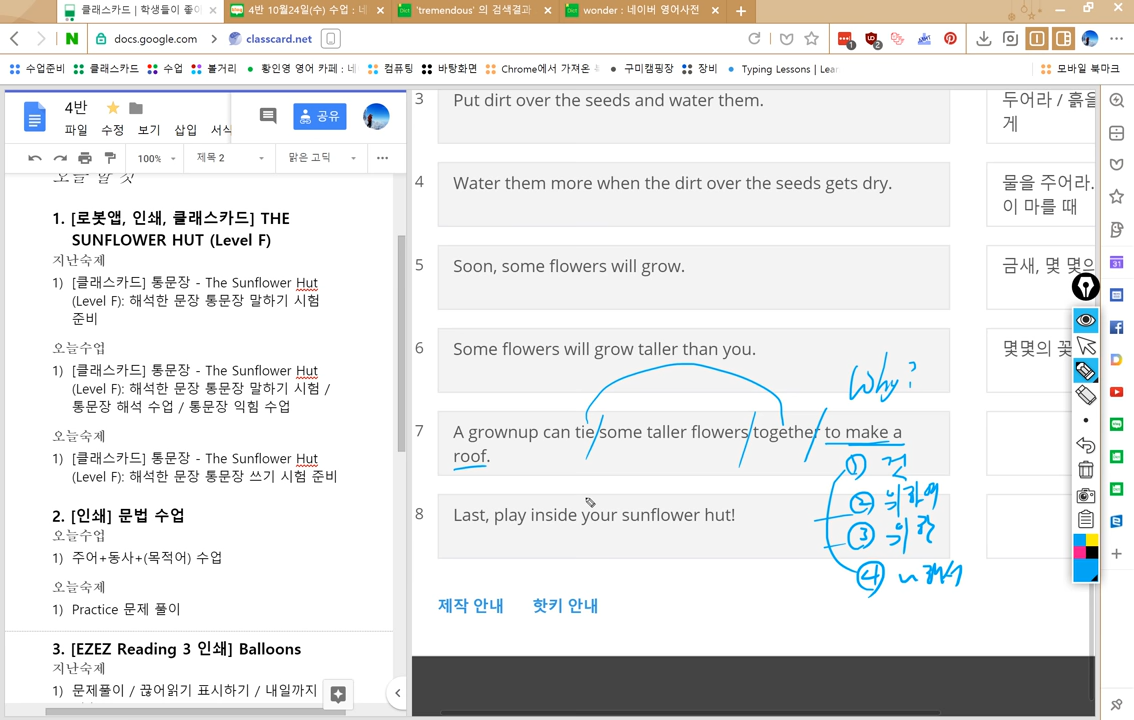 클래스카드 | 학생들이 좋아
4반 10월24일(수) 수업 : 네
'tremendous' 의 검색결과
wonder : 네이버 영어사전
docs.google.com
classcard.net
수업준비
클래스카드
수업
볼거리
황인영 영어 카페 : 네
컴퓨팅
바탕화면
Chrome에서 가져온
구미캠핑장
장비
Typing Lessons | Lear
모바일 북마크
4반
파일 수정 보기 삽입 서식
공유
100%
제목 2
맑은 고딕
오늘 할 것
1. [로봇앱, 인쇄, 클래스카드] THE
SUNFLOWER HUT (Level F)
지난숙제
1) [클래스카드] 통문장 - The Sunflower Hut
(Level F): 해석한 문장 통문장 말하기 시험
준비
오늘수업
1) [클래스카드] 통문장 - The Sunflower Hut
(Level F): 해석한 문장 통문장 말하기 시험 /
통문장 해석 수업 / 통문장 익힘 수업
오늘숙제
1) [클래스카드] 통문장 - The Sunflower Hut
(Level F): 해석한 문장 통문장 쓰기 시험 준비
2. [인쇄] 문법 수업
오늘수업
1) 주어+동사+(목적어) 수업
오늘숙제
1) Practice 문제 풀이
3. [EZEZ Reading 3 인쇄] Balloons
지난숙제
1) 문제풀이 / 끊어읽기 표시하기 / 내일까지
3 Put dirt over the seeds and water them.
두어라 / 흙을
게
4 Water them more when the dirt over the seeds gets dry.
물을 주어라.
이 마를 때
5 Soon, some flowers will grow.
금새, 몇 몇의
6 Some flowers will grow taller than you.
몇몇의 꽃
Why?
7 A grownup can tie some taller flowers together to make a
roof.
① 것
② 위하여
③ 위한
④
8 Last, play inside your sunflower hut!
제작 안내 핫키 안내